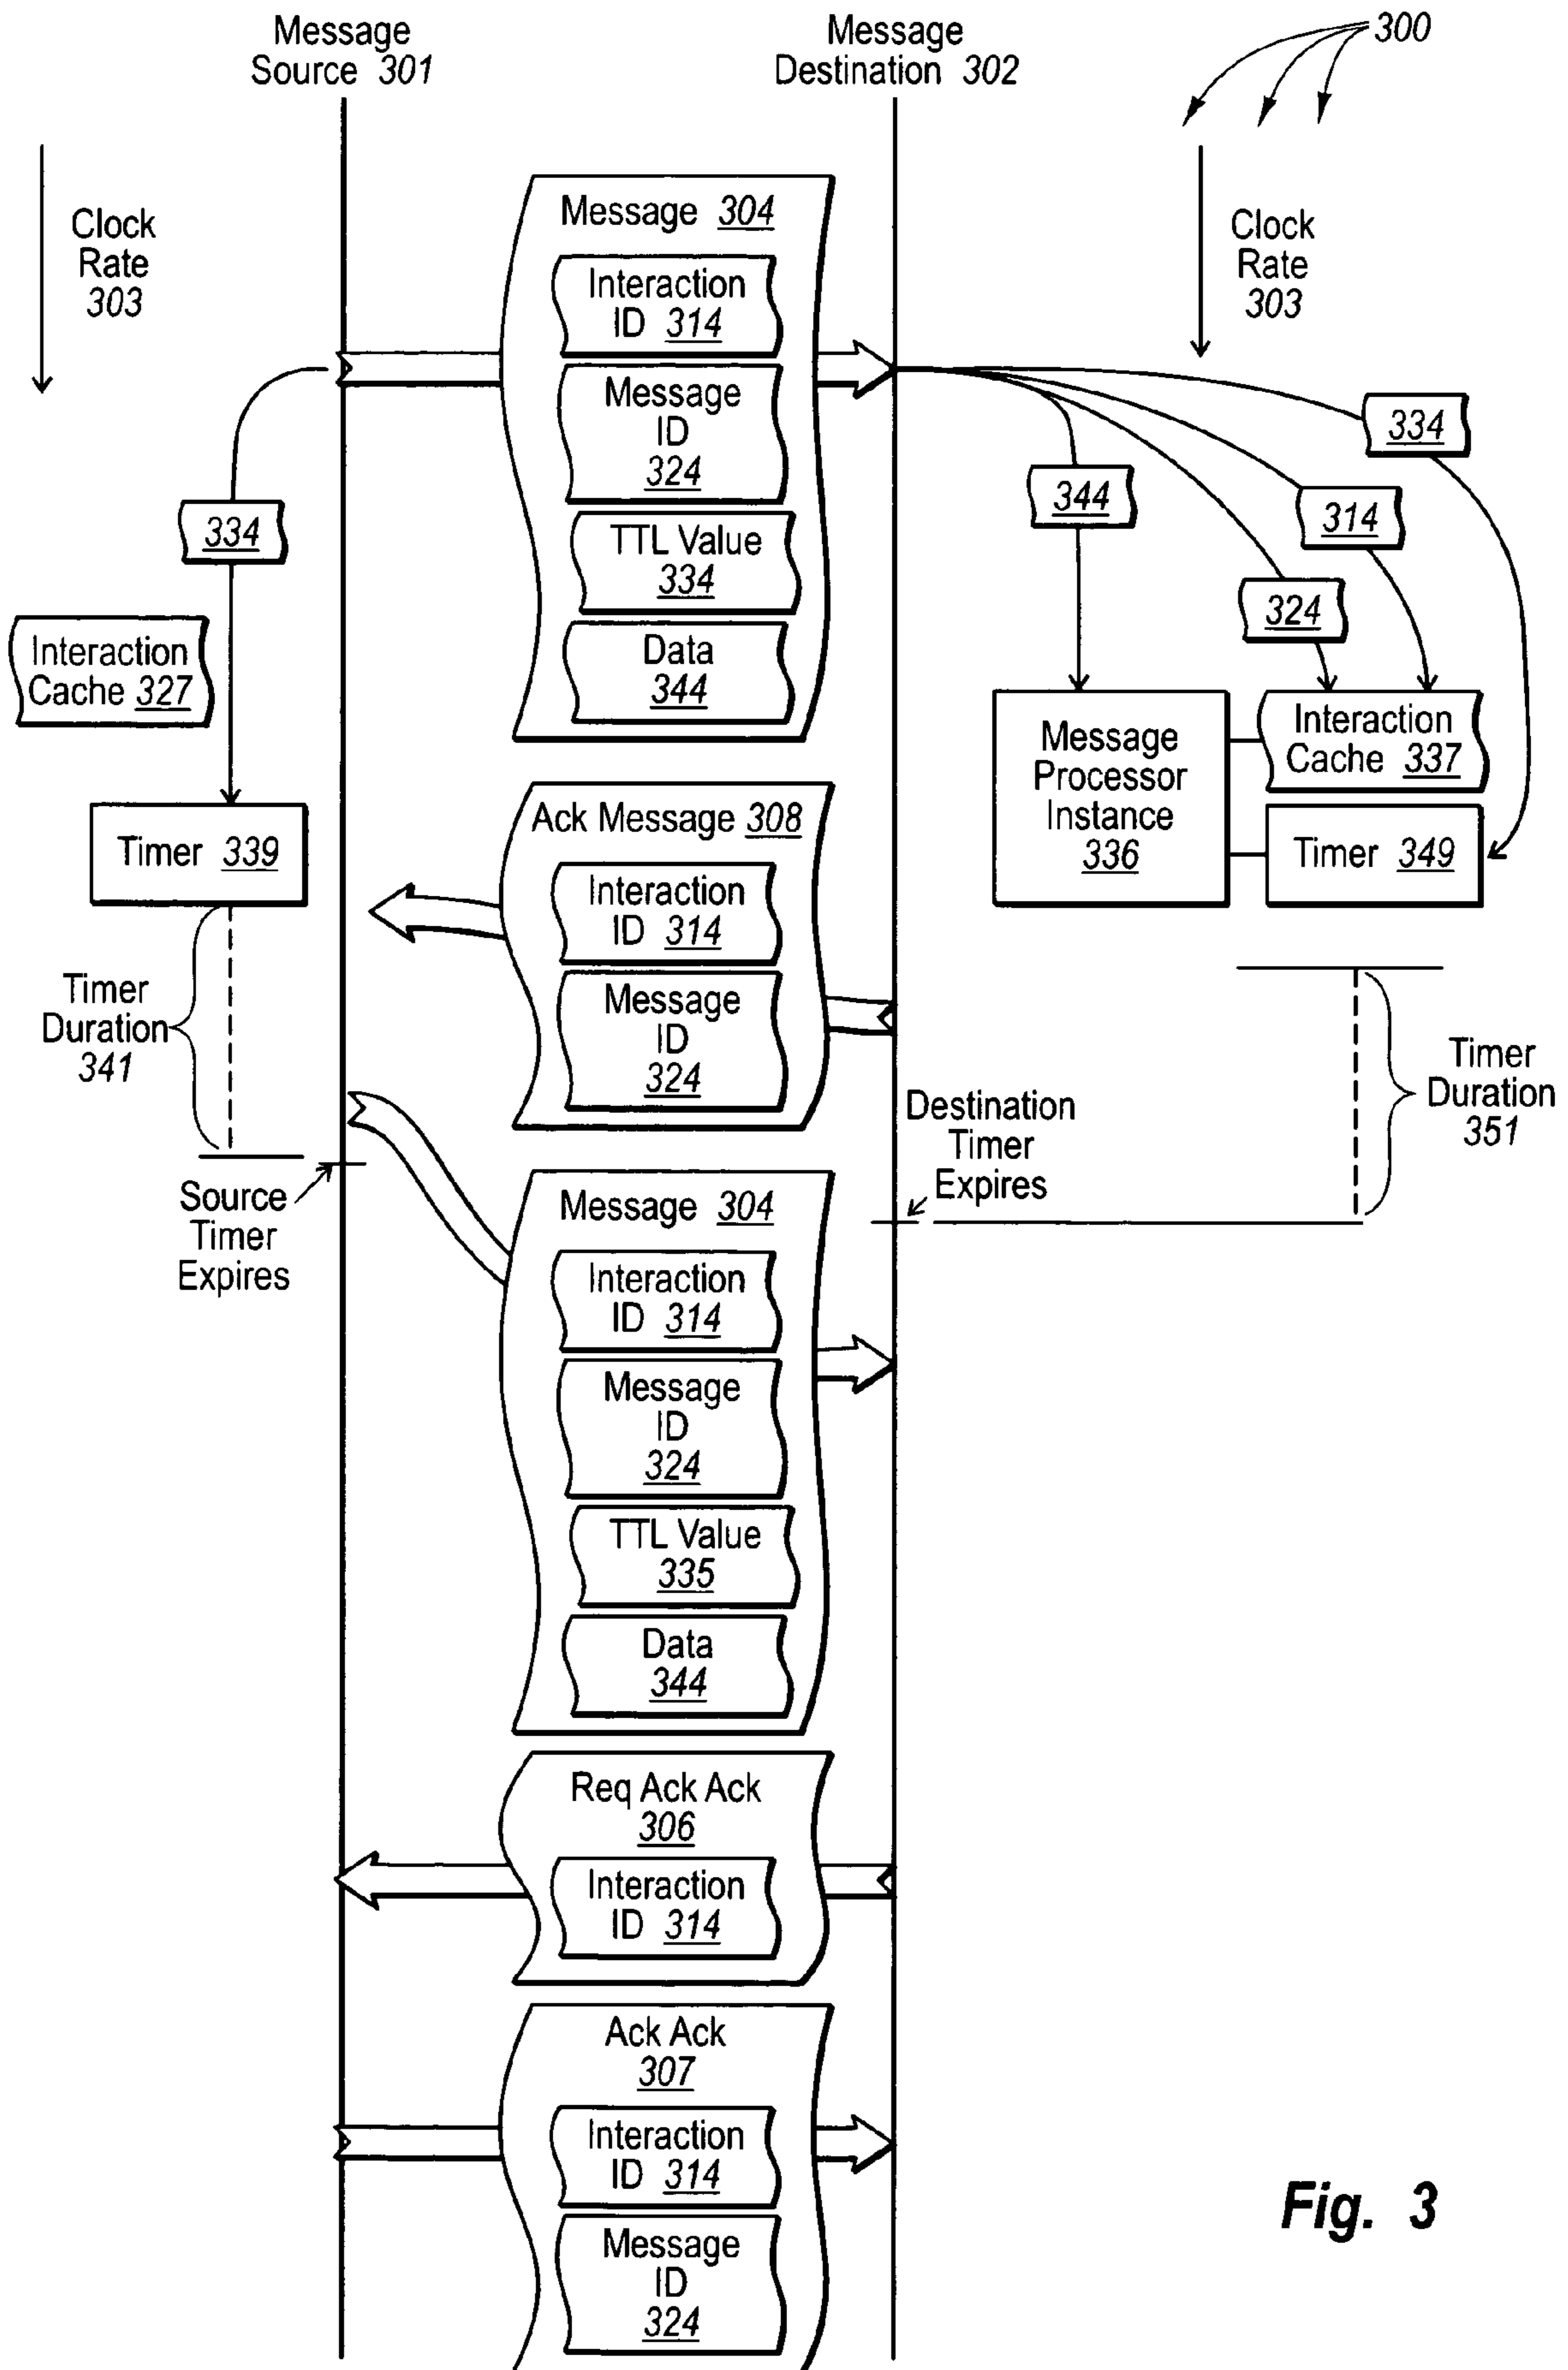 Message
Source 301
Message
Destination 302
300
Clock
Rate
303
Clock
Rate
303
Message 304
Interaction
ID 314
Message
ID
324
TTL Value
334
Data
344
334
Interaction
Cache 327
Timer 339
Timer
Duration
341
Source
Timer
Expires
334
344
314
324
Message
Processor
Instance
336
Interaction
Cache 337
Timer 349
Timer
Duration
351
Destination
Timer
Expires
Ack Message 308
Interaction
ID 314
Message
ID
324
Message 304
Interaction
ID 314
Message
ID
324
TTL Value
335
Data
344
Req Ack Ack
306
Interaction
ID 314
Ack Ack
307
Interaction
ID 314
Message
ID
324
Fig. 3